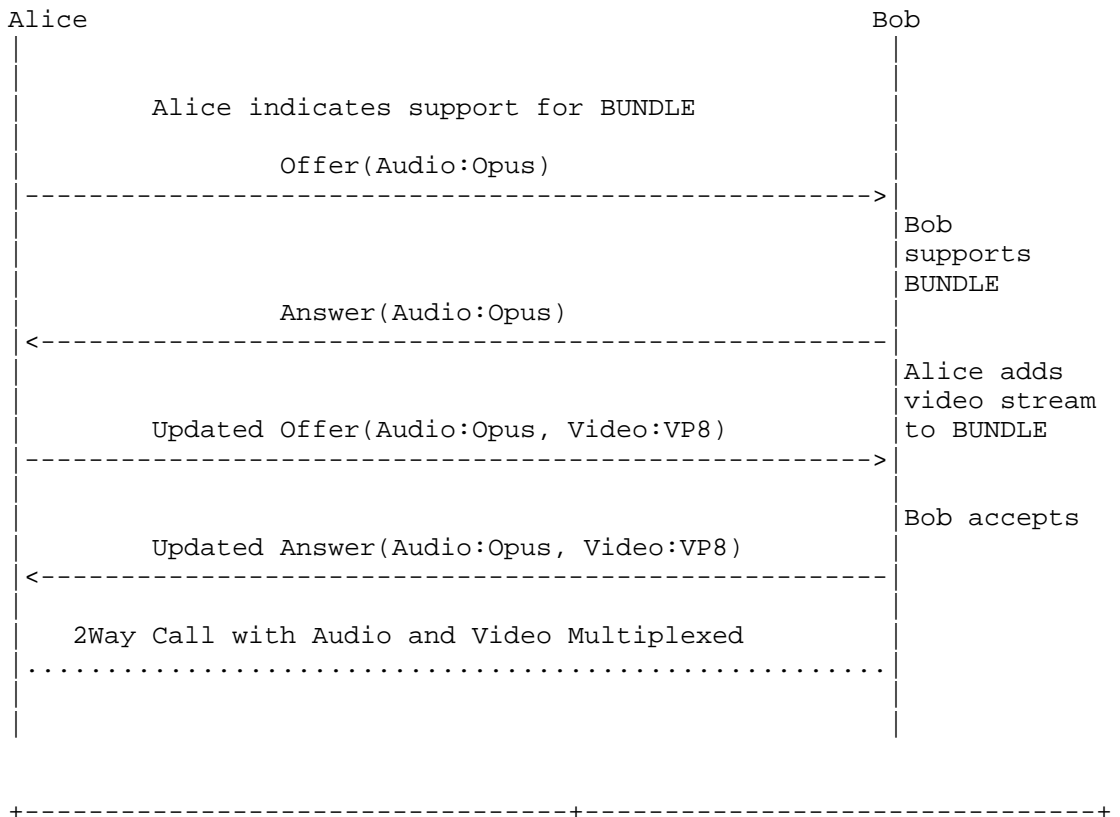 Alice Bob
Alice indicates support for BUNDLE
Offer(Audio:Opus)
Bob
supports
BUNDLE
Answer(Audio:Opus)
Alice adds
video stream
Updated Offer(Audio:Opus, Video:VP8) to BUNDLE
Bob accepts
Updated Answer(Audio:Opus, Video:VP8)
2Way Call with Audio and Video Multiplexed